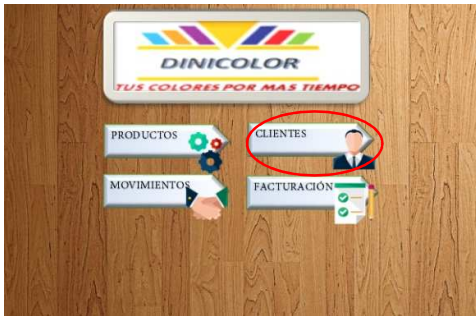 DINICOLOR
TUS COLORES POR MAS TIEMPO
PRODUCTOS
CLIENTES
MOVIMIENTOS
FACTURACIÓN